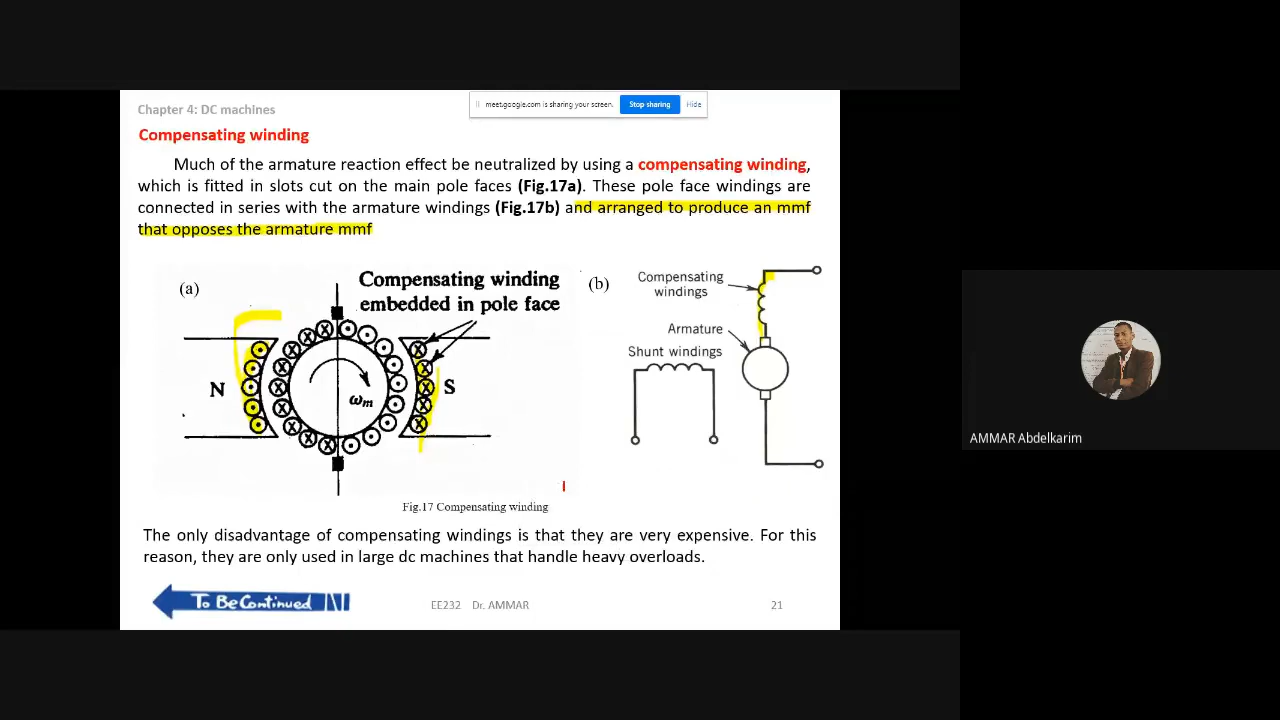 Chapter 4: DC machines
meet.google.com is sharing your screen. Stop sharing Hide
Compensating winding
Much of the armature reaction effect be neutralized by using a compensating winding,
which is fitted in slots cut on the main pole faces (Fig.17a). These pole face windings are
connected in series with the armature windings (Fig.17b) and arranged to produce an mmf
that opposes the armature mmf
(a)
Compensating winding
embedded in pole face
N
S
ωm
(b)
Compensating
windings
Armature
Shunt windings
Fig.17 Compensating winding
The only disadvantage of compensating windings is that they are very expensive. For this
reason, they are only used in large dc machines that handle heavy overloads.
To Be Continued
EE232 Dr. AMMAR
21
AMMAR Abdelkarim